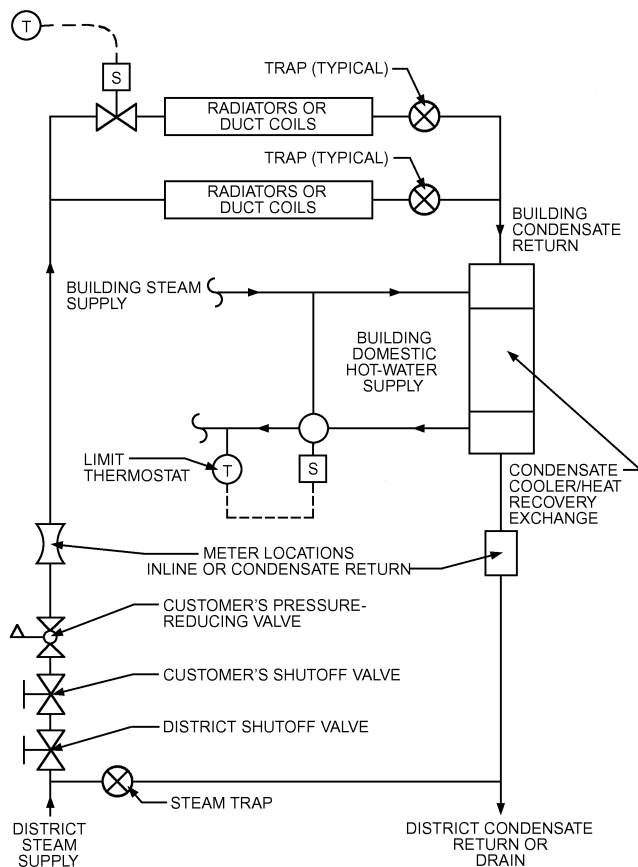 T
S
TRAP (TYPICAL)
RADIATORS OR
DUCT COILS
TRAP (TYPICAL)
RADIATORS OR
DUCT COILS
BUILDING
CONDENSATE
RETURN
BUILDING STEAM
SUPPLY
BUILDING
DOMESTIC
HOT-WATER
SUPPLY
LIMIT
THERMOSTAT
T
S
CONDENSATE
COOLER/HEAT
RECOVERY
EXCHANGE
METER LOCATIONS
INLINE OR CONDENSATE RETURN
CUSTOMER'S PRESSURE-
REDUCING VALVE
CUSTOMER'S SHUTOFF VALVE
DISTRICT SHUTOFF VALVE
STEAM TRAP
DISTRICT
STEAM
SUPPLY
DISTRICT CONDENSATE
RETURN OR
DRAIN